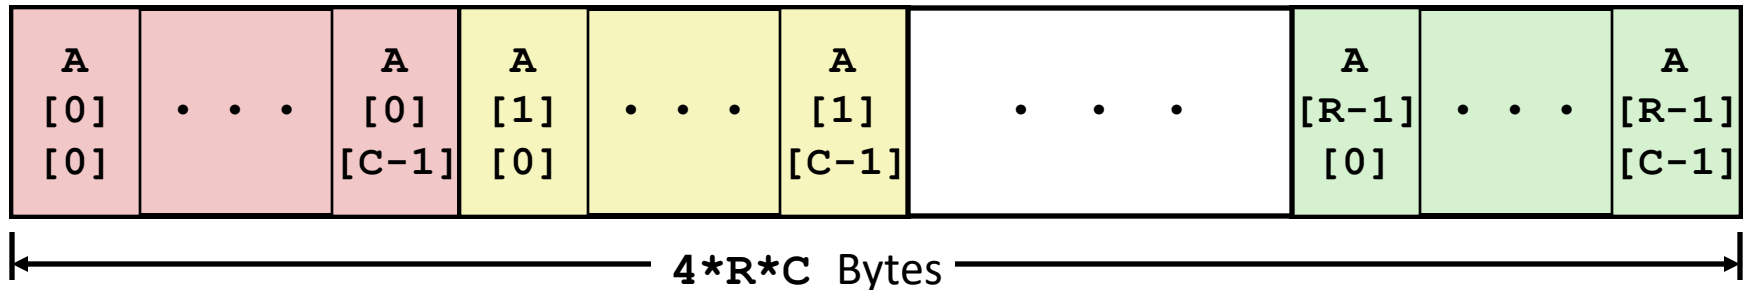 A
[0]
[0]
• • •
A
[0]
[C-1]
A
[1]
[0]
• • •
A
[1]
[C-1]
• • •
A
[R-1]
[0]
• • •
A
[R-1]
[C-1]
4*R*C Bytes